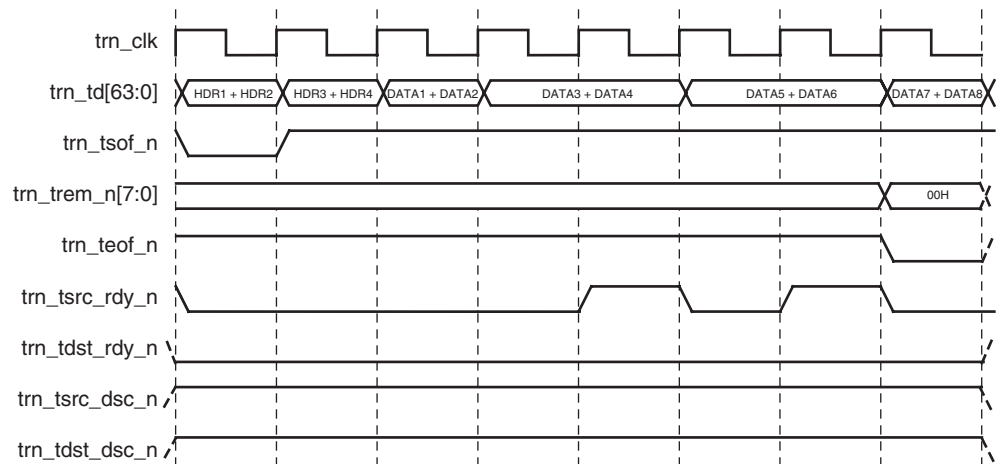 trn_clk
trn_td[63:0]
HDR1 + HDR2
HDR3 + HDR4
DATA1 + DATA2
DATA3 + DATA4
DATA5 + DATA6
DATA7 + DATA8
trn_tsof_n
trn_trem_n[7:0]
00H
trn_teof_n
trn_tsrc_rdy_n
trn_tdst_rdy_n
trn_tsrc_dsc_n
trn_tdst_dsc_n